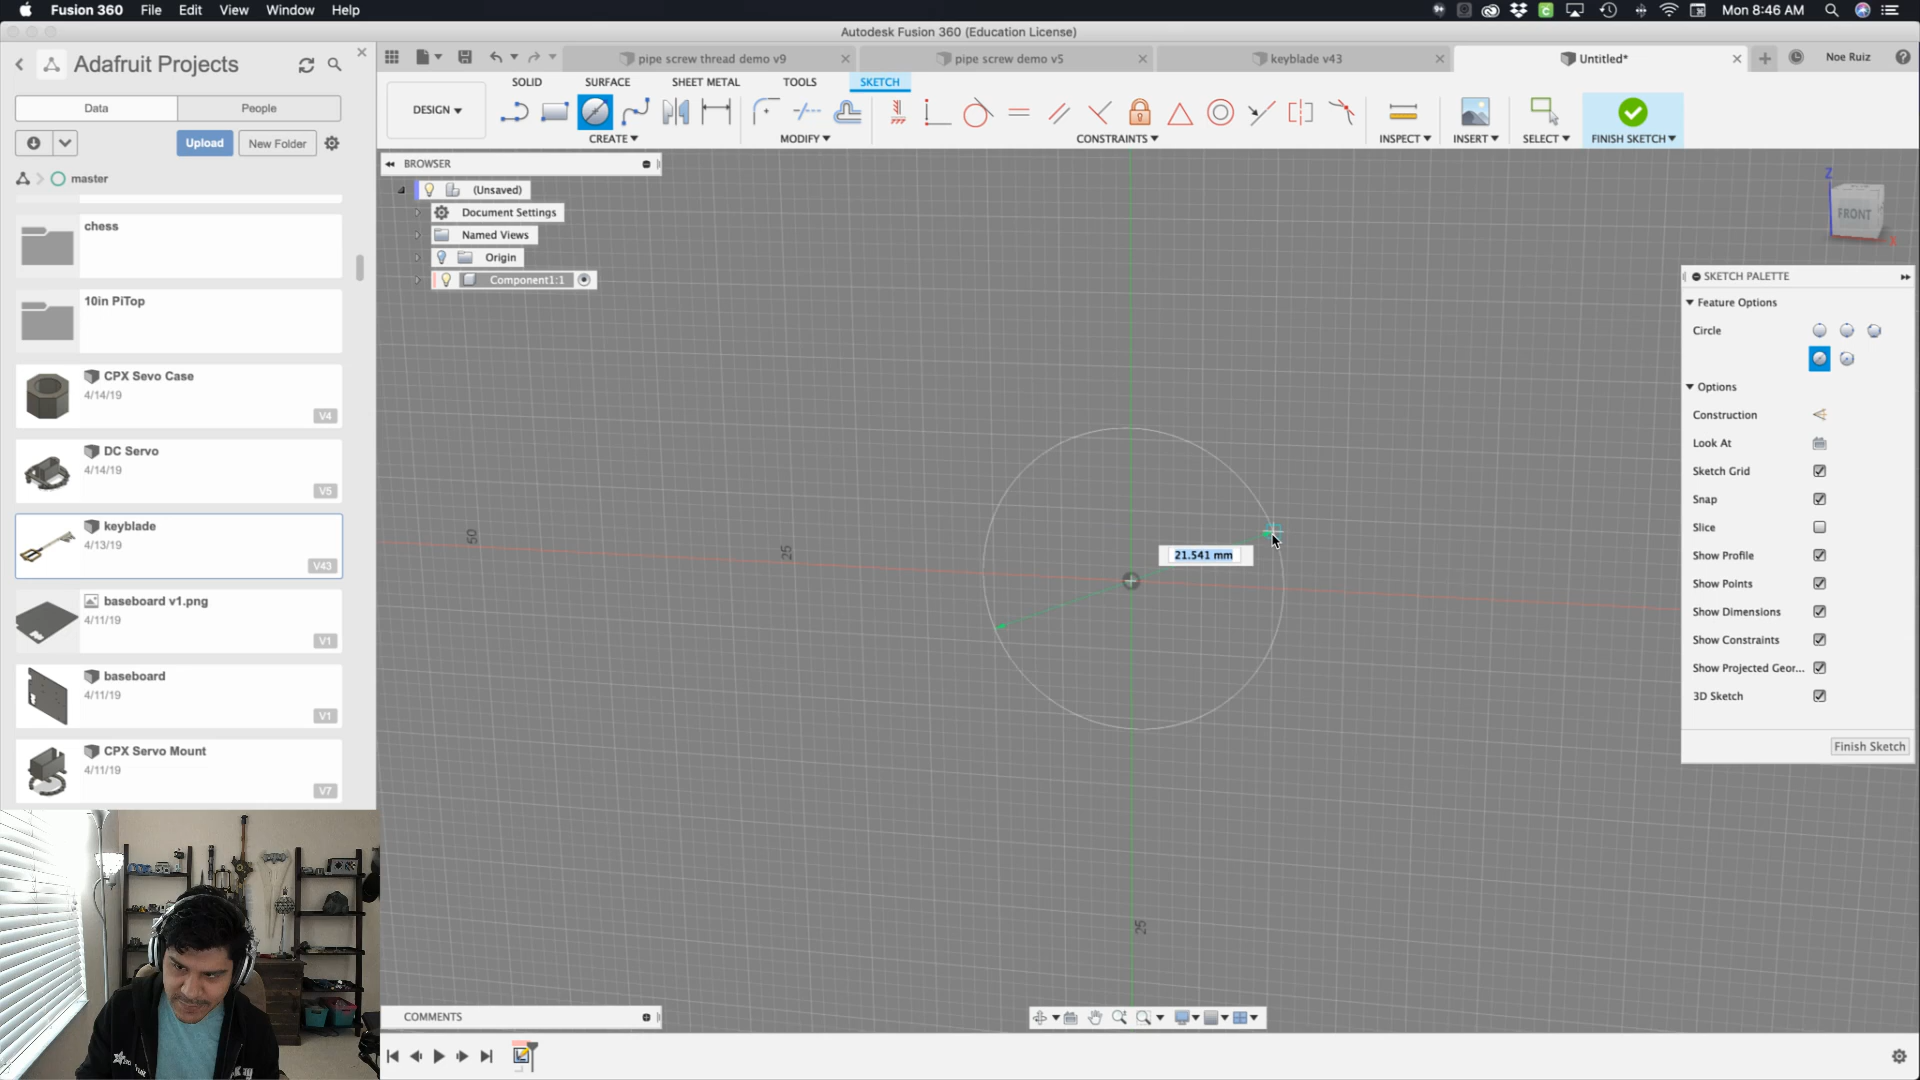 Fusion 360 File Edit View Window Help
Mon 8:46 AM
Autodesk Fusion 360 (Education License)
Adafruit Projects
pipe screw thread demo v9
pipe screw demo v5
keyblade v43
Untitled*
Noe Ruiz
SOLID SURFACE SHEET METAL TOOLS SKETCH
Data People
DESIGN
CREATE MODIFY CONSTRAINTS INSPECT INSERT SELECT FINISH SKETCH
Upload New Folder
BROWSER
master
(Unsaved)
Document Settings
Named Views
Origin
Component1:1
chess
10in PiTop
CPX Sevo Case
4/14/19
V4
DC Servo
4/14/19
V5
keyblade
4/13/19
V43
baseboard v1.png
4/11/19
V1
baseboard
4/11/19
V1
CPX Servo Mount
4/11/19
V7
Z
FRONT
X
50
25
21.541 mm
25
SKETCH PALETTE
Feature Options
Circle
Options
Construction
Look At
Sketch Grid
Snap
Slice
Show Profile
Show Points
Show Dimensions
Show Constraints
Show Projected Geor...
3D Sketch
Finish Sketch
COMMENTS